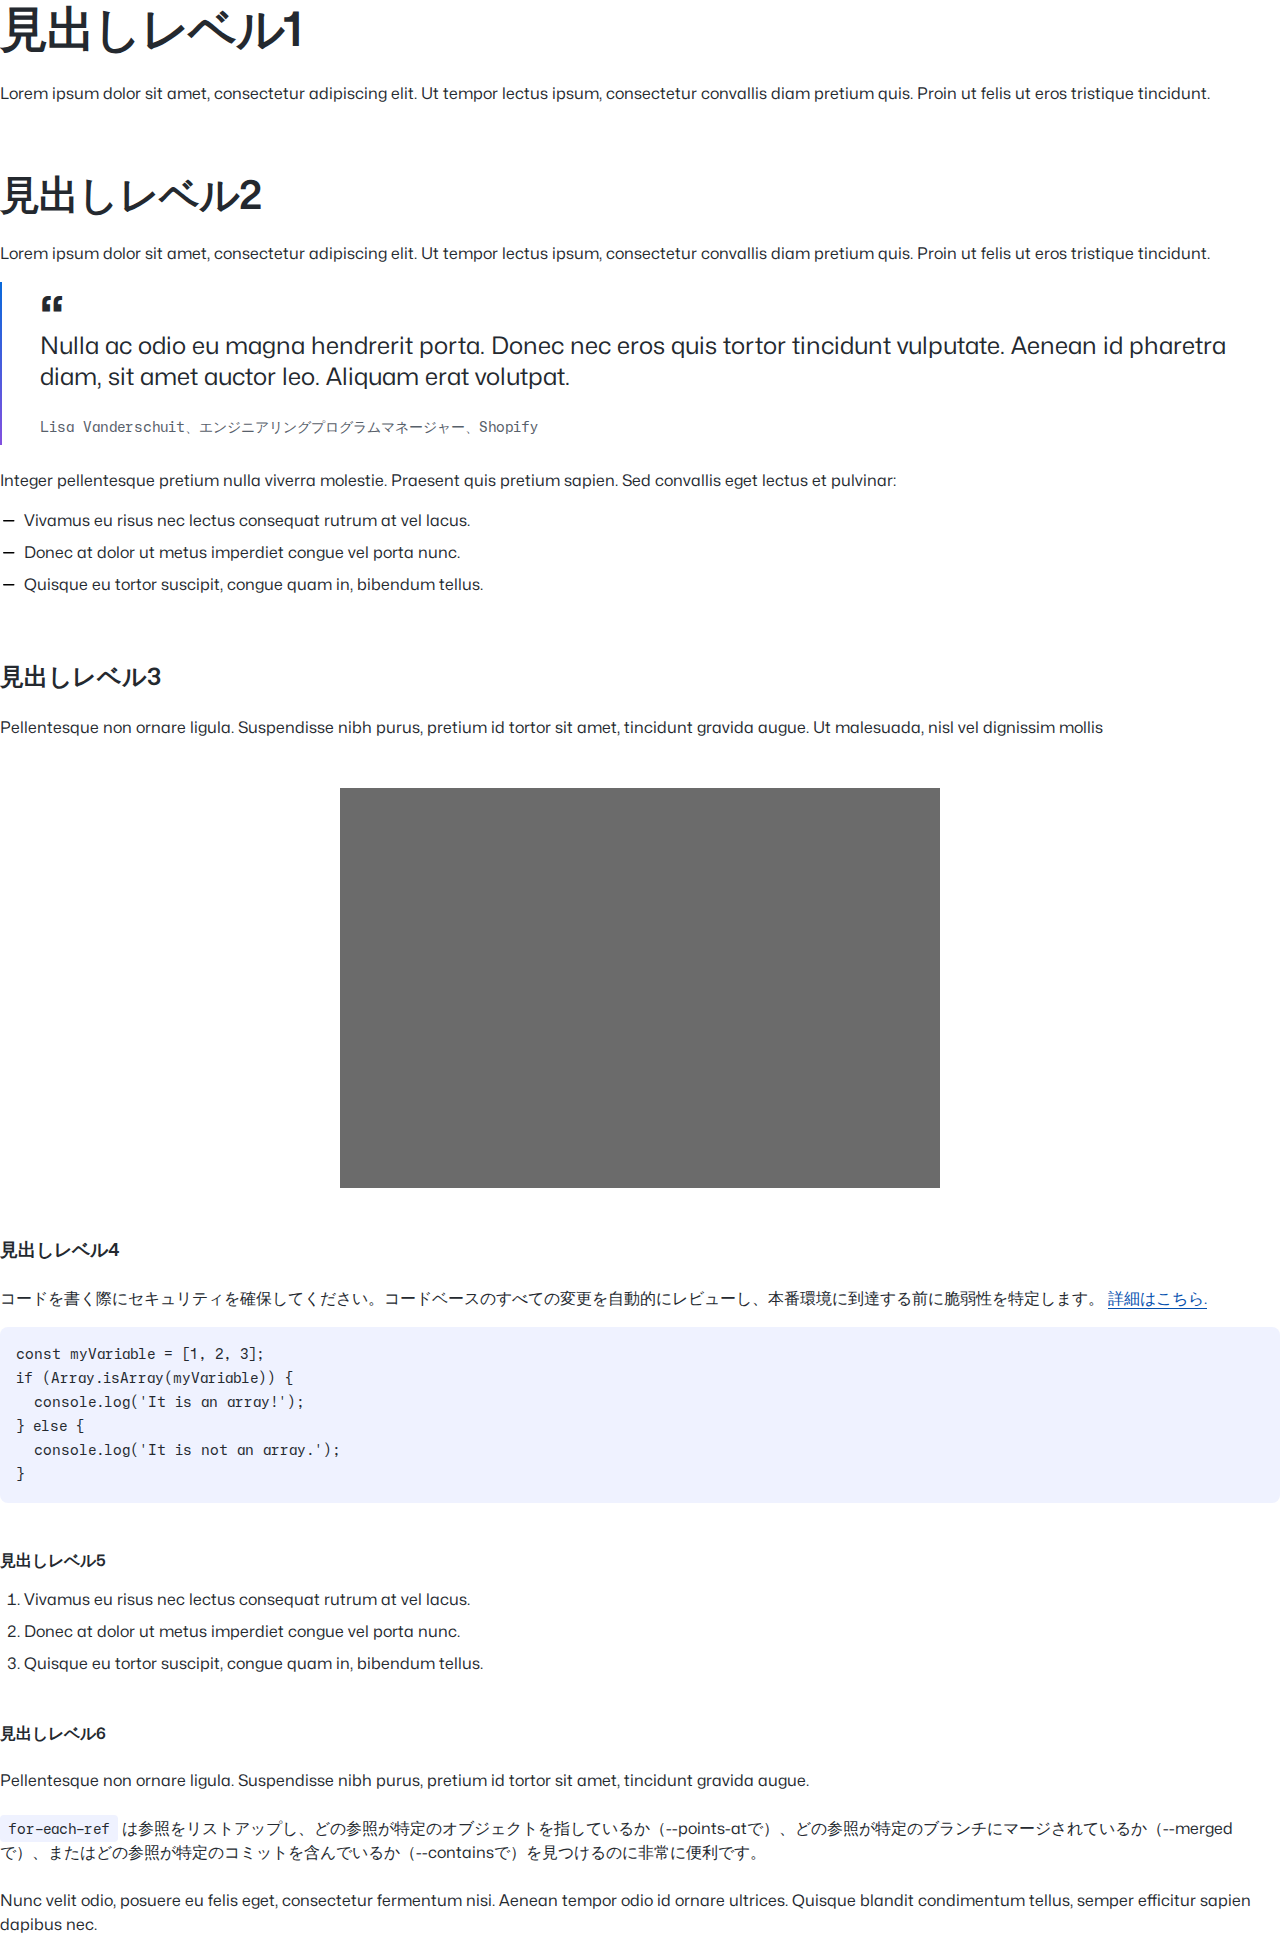 見出しレベル1
Lorem ipsum dolor sit amet, consectetur adipiscing elit. Ut tempor lectus ipsum, consectetur convallis diam pretium quis. Proin ut felis ut eros tristique tincidunt.
見出しレベル2
Lorem ipsum dolor sit amet, consectetur adipiscing elit. Ut tempor lectus ipsum, consectetur convallis diam pretium quis. Proin ut felis ut eros tristique tincidunt.
“
Nulla ac odio eu magna hendrerit porta. Donec nec eros quis tortor tincidunt vulputate. Aenean id pharetra
diam, sit amet auctor leo. Aliquam erat volutpat.
Lisa Vanderschuit、エンジニアリングプログラムマネージャー、Shopify
Integer pellentesque pretium nulla viverra molestie. Praesent quis pretium sapien. Sed convallis eget lectus et pulvinar:
— Vivamus eu risus nec lectus consequat rutrum at vel lacus.
— Donec at dolor ut metus imperdiet congue vel porta nunc.
— Quisque eu tortor suscipit, congue quam in, bibendum tellus.
見出しレベル3
Pellentesque non ornare ligula. Suspendisse nibh purus, pretium id tortor sit amet, tincidunt gravida augue. Ut malesuada, nisl vel dignissim mollis
見出しレベル4
コードを書く際にセキュリティを確保してください。コードベースのすべての変更を自動的にレビューし、本番環境に到達する前に脆弱性を特定します。 詳細はこちら.
const myVariable = [1, 2, 3];
if (Array.isArray(myVariable)) {
  console.log('It is an array!');
} else {
  console.log('It is not an array.');
}
見出しレベル5
1. Vivamus eu risus nec lectus consequat rutrum at vel lacus.
2. Donec at dolor ut metus imperdiet congue vel porta nunc.
3. Quisque eu tortor suscipit, congue quam in, bibendum tellus.
見出しレベル6
Pellentesque non ornare ligula. Suspendisse nibh purus, pretium id tortor sit amet, tincidunt gravida augue.
for-each-ref は参照をリストアップし、どの参照が特定のオブジェクトを指しているか（--points-atで）、どの参照が特定のブランチにマージされているか（--merged
で）、またはどの参照が特定のコミットを含んでいるか（--containsで）を見つけるのに非常に便利です。
Nunc velit odio, posuere eu felis eget, consectetur fermentum nisi. Aenean tempor odio id ornare ultrices. Quisque blandit condimentum tellus, semper efficitur sapien
dapibus nec.